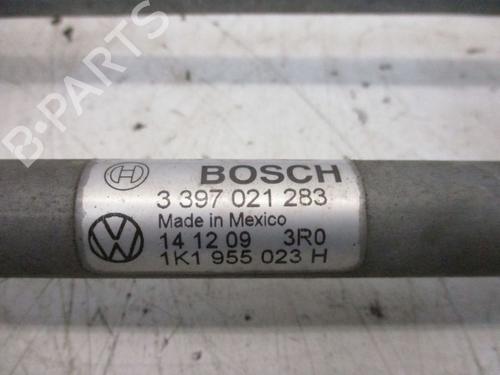 B-PARTS
BOSCH
3 397 021 283
Made in Mexico
14 12 09 3R0
1K1 955 023 H